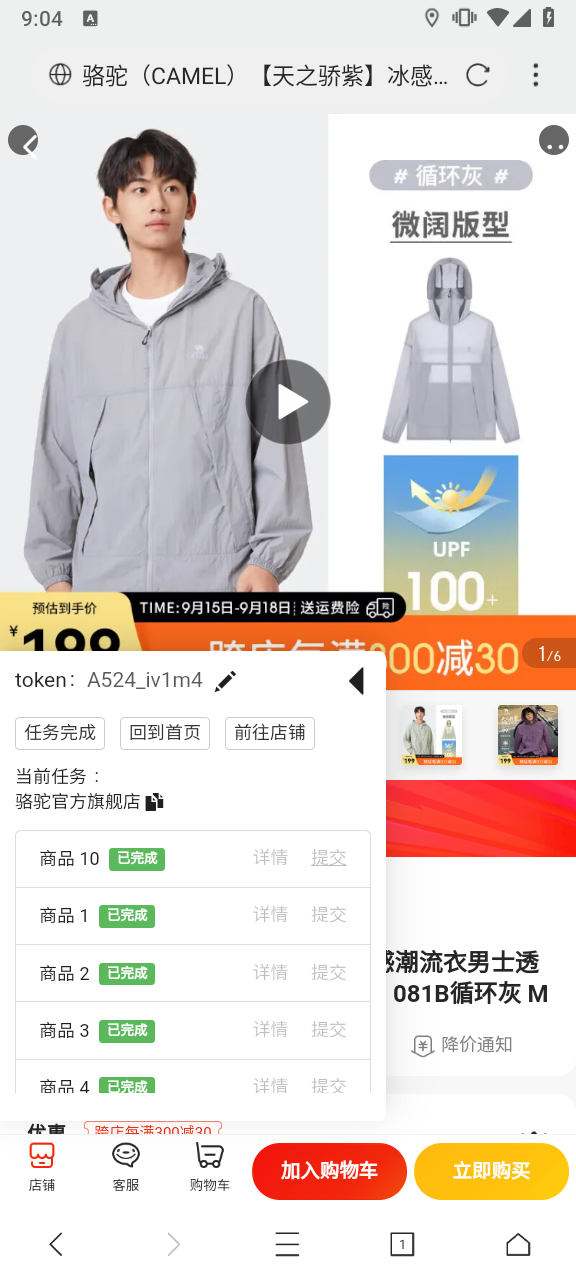 9:04
骆驼（CAMEL）【天之骄紫】冰感...
# 循环灰 #
微阔版型
UPF
100+
预估到手价
TIME:9月15日-9月18日 送运费险
¥199
跨店每满300减30
1/6
token： A524_iv1m4
任务完成 回到首页 前往店铺
当前任务：
骆驼官方旗舰店
商品 10 已完成 详情 提交
商品 1 已完成 详情 提交
商品 2 已完成 详情 提交
商品 3 已完成 详情 提交
商品 4 已完成 详情 提交
感潮流衣男士透
081B循环灰 M
降价通知
优惠 跨店每满300减30
店铺 客服 购物车 加入购物车 立即购买
1